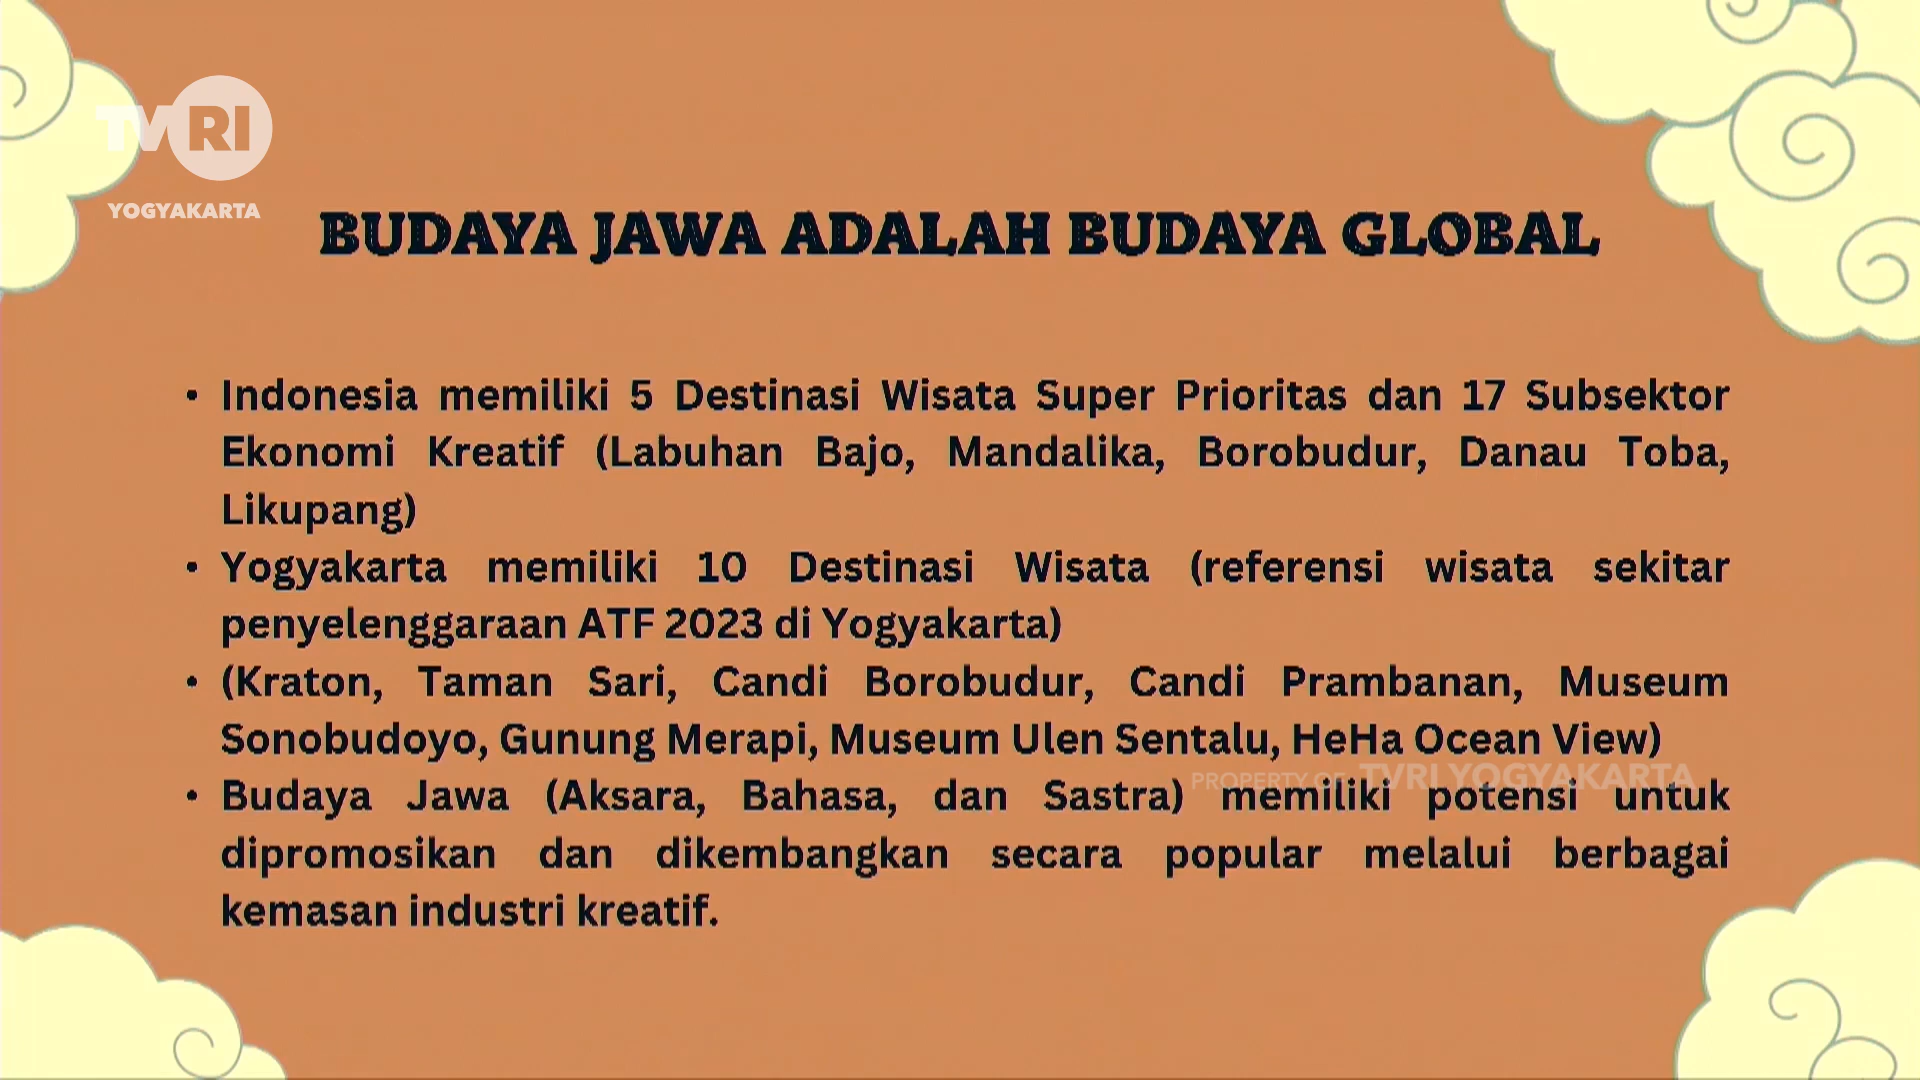 TVRI
YOGYAKARTA
BUDAYA JAWA ADALAH BUDAYA GLOBAL
• Indonesia memiliki 5 Destinasi Wisata Super Prioritas dan 17 Subsektor
Ekonomi Kreatif (Labuhan Bajo, Mandalika, Borobudur, Danau Toba,
Likupang)
• Yogyakarta memiliki 10 Destinasi Wisata (referensi wisata sekitar
penyelenggaraan ATF 2023 di Yogyakarta)
• (Kraton, Taman Sari, Candi Borobudur, Candi Prambanan, Museum
Sonobudoyo, Gunung Merapi, Museum Ulen Sentalu, HeHa Ocean View)
PROPERTY OF TVRI YOGYAKARTA
• Budaya Jawa (Aksara, Bahasa, dan Sastra) memiliki potensi untuk
dipromosikan dan dikembangkan secara popular melalui berbagai
kemasan industri kreatif.